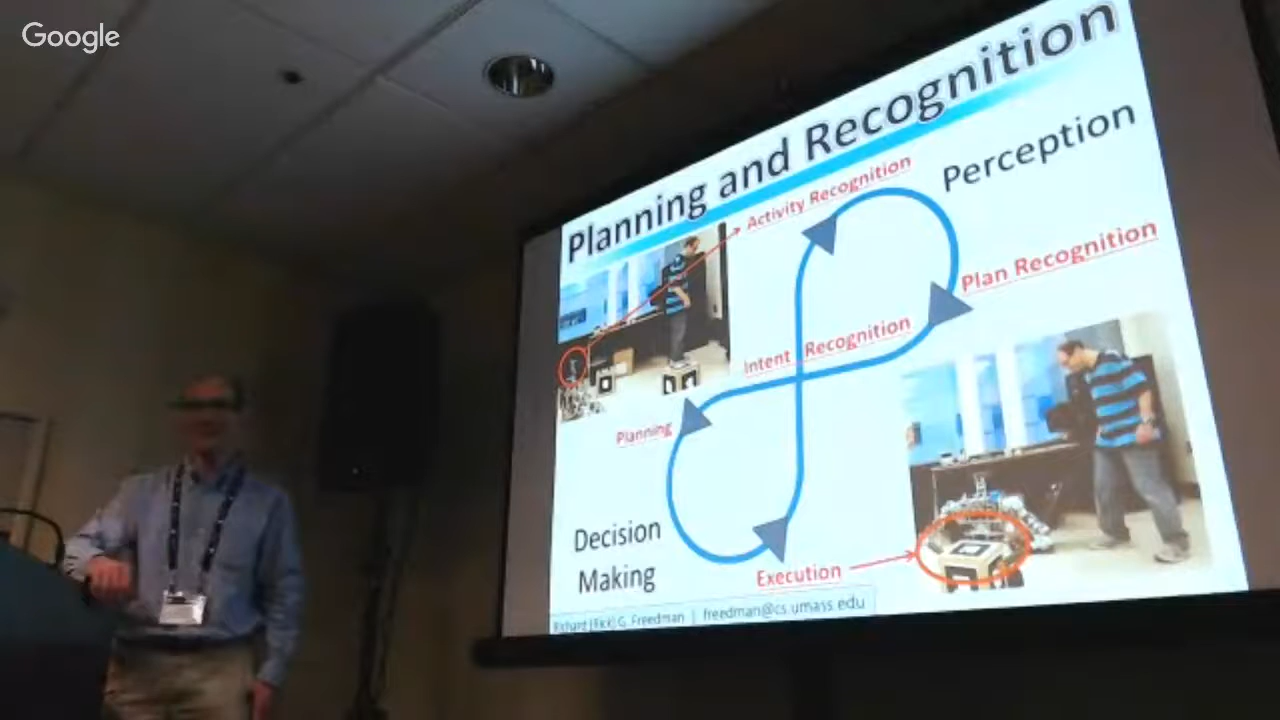 Google
Planning and Recognition
Activity Recognition
Perception
Plan Recognition
Intent Recognition
Planning
Decision
Making
Execution
Richard (Rick) G. Freedman | freedman@cs.umass.edu